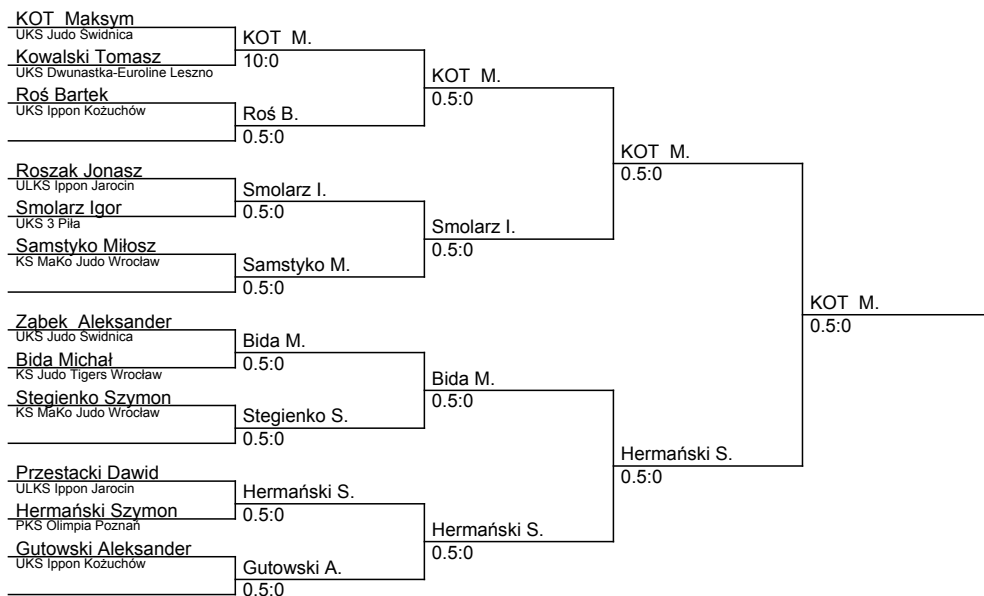 KOT  Maksym
UKS Judo Świdnica
KOT  M.
10:0
Kowalski Tomasz
UKS Dwunastka-Euroline Leszno
KOT  M.
0.5:0
Roś Bartek
UKS Ippon Kożuchów
Roś B.
0.5:0
KOT  M.
0.5:0
Roszak Jonasz
ULKS Ippon Jarocin
Smolarz I.
0.5:0
Smolarz Igor
UKS 3 Piła
Smolarz I.
0.5:0
Samstyko Miłosz
KS MaKo Judo Wrocław
Samstyko M.
0.5:0
KOT  M.
0.5:0
Ząbek  Aleksander
UKS Judo Świdnica
Bida M.
0.5:0
Bida Michał
KS Judo Tigers Wrocław
Bida M.
0.5:0
Stegienko Szymon
KS MaKo Judo Wrocław
Stegienko S.
0.5:0
Hermański S.
0.5:0
Przestacki Dawid
ULKS Ippon Jarocin
Hermański S.
0.5:0
Hermański Szymon
PKS Olimpia Poznań
Hermański S.
0.5:0
Gutowski Aleksander
UKS Ippon Kożuchów
Gutowski A.
0.5:0